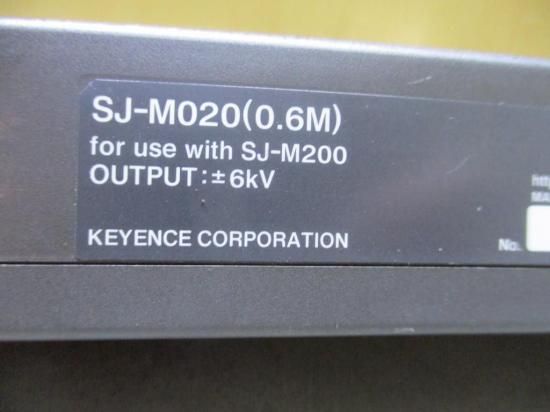 SJ-M020(0.6M)
for use with SJ-M200
OUTPUT:±6kV
KEYENCE CORPORATION
No.